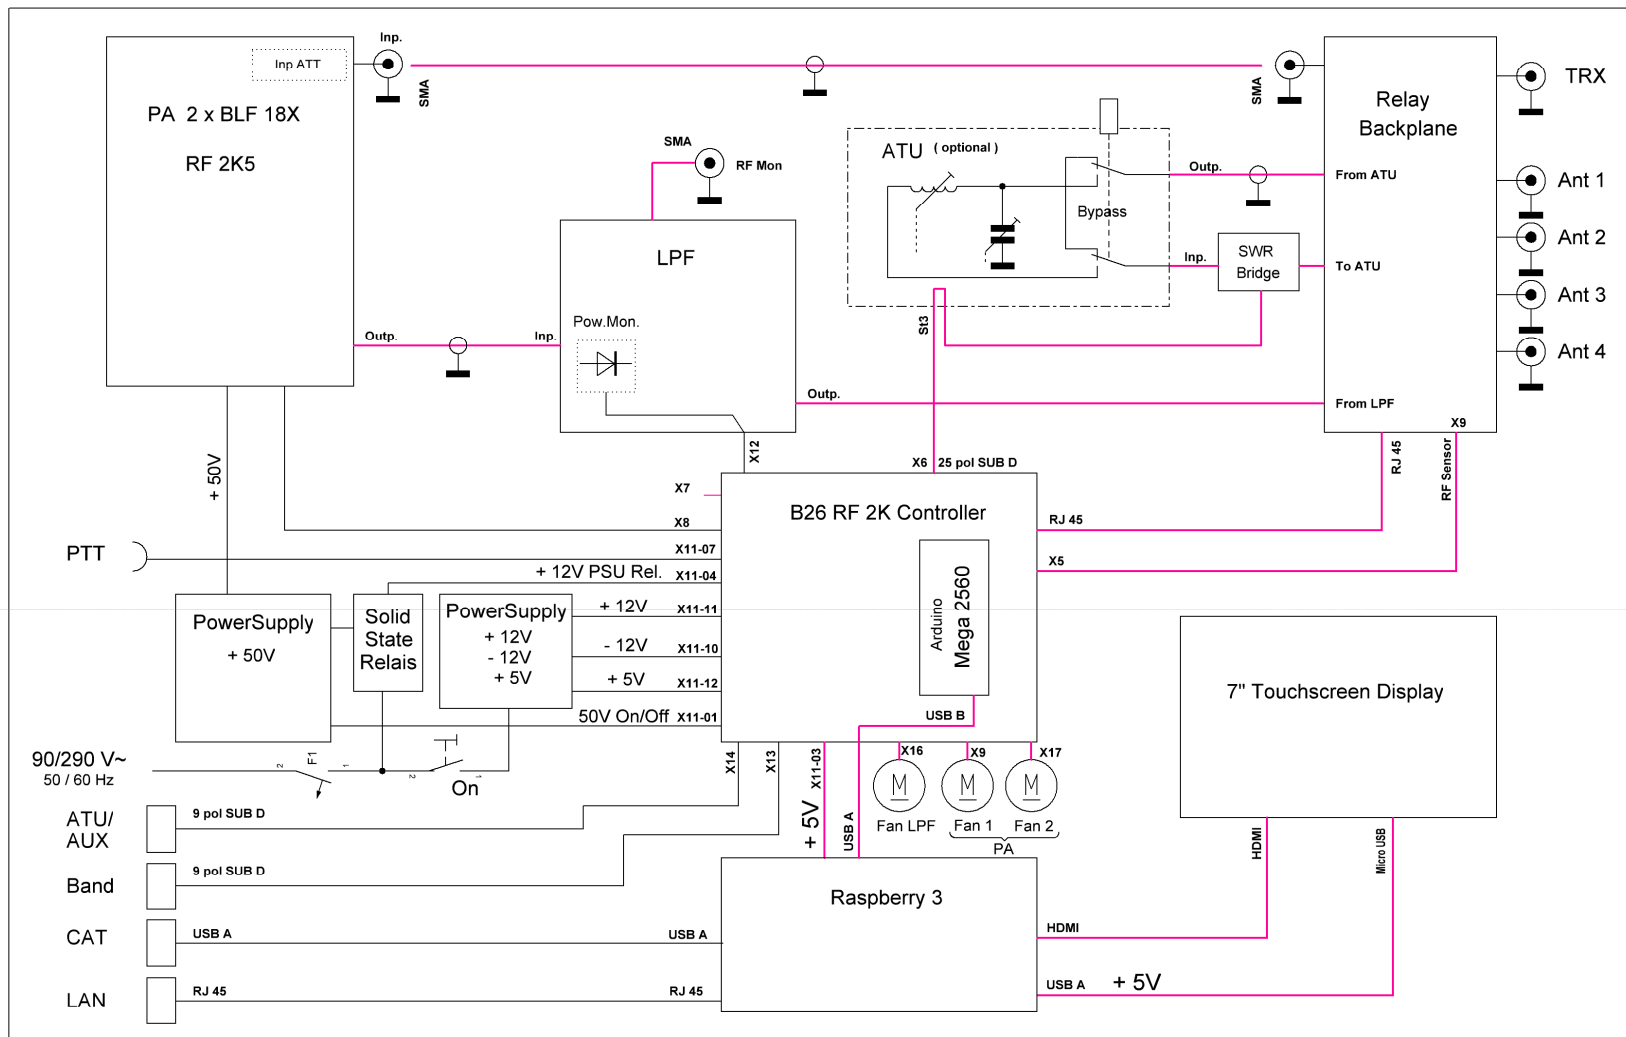 Inp.
Inp ATT
SMA
PA 2 x BLF 18X
RF 2K5
SMA
Relay
Backplane
TRX
SMA
RF Mon
ATU ( optional )
Outp.
From ATU
Ant 1
Bypass
Ant 2
LPF
Inp.
SWR
Bridge
To ATU
Ant 3
Pow.Mon.
St3
Outp.
Inp.
Ant 4
Outp.
From LPF
X9
X12
+ 50V
RJ 45
RF Sensor
X6
25 pol SUB D
X7
B26 RF 2K Controller
X8
RJ 45
PTT
X11-07
X5
+ 12V PSU Rel.
X11-04
Arduino
Mega 2560
PowerSupply
+ 50V
Solid
State
Relais
PowerSupply
+ 12V
- 12V
+ 5V
+ 12V
X11-11
- 12V
X11-10
+ 5V
X11-12
50V On/Off
X11-01
7" Touchscreen Display
USB B
90/290 V~
50 / 60 Hz
2
F1
1
2
1
On
X14
X13
X11-03
X16
X9
X17
M
M
M
Fan LPF
Fan 1
Fan 2
PA
ATU/
AUX
9 pol SUB D
+ 5V
USB A
HDMI
Micro USB
Band
9 pol SUB D
Raspberry 3
CAT
USB A
USB A
HDMI
LAN
RJ 45
RJ 45
USB A
+ 5V